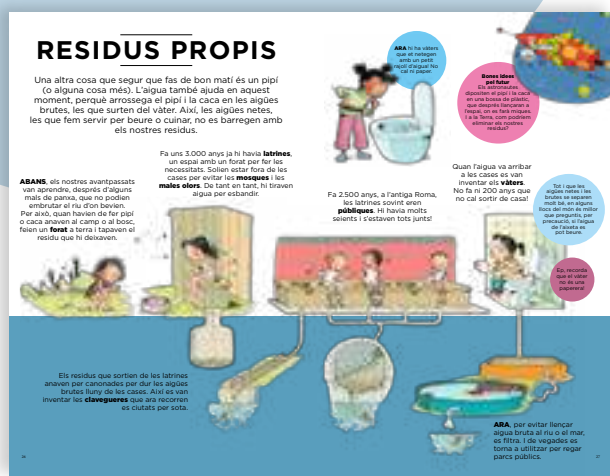 RESIDUS PROPIS
Una altra cosa que segur que fas de bon matí és un pipí
(o alguna cosa més). L'aigua també ajuda en aquest
moment, perquè arrossega el pipí i la caca en les aigües
brutes, les que surten del vàter. Així, les aigües netes,
les que fem servir per beure o cuinar, no es barregen amb
els nostres residus.
ABANS, els nostres avantpassats
van aprendre, després d'alguns
mals de panxa, que no podien
embrutar el riu d'on bevien.
Per això, quan havien de fer pipí
o caca anaven al camp o al bosc,
feien un forat a terra i tapaven el
residu que hi deixaven.
Fa uns 3.000 anys ja hi havia latrines,
un espai amb un forat per fer les
necessitats. Solien estar fora de les
cases per evitar les mosques i les
males olors. De tant en tant, hi tiraven
aigua per esbandir.
ARA hi ha vàters
que et netegen
amb un petit
rajolí d'aigua! No
cal ni paper.
Bones idees
pel futur
Els astronautes
dipositen el pipí i la caca
en una bossa de plàstic,
que després llançaran a
l'espai, on es farà miques.
I a la Terra, com podríem
eliminar els nostres
residus?
Fa 2.500 anys, a l'antiga Roma,
les latrines sovint eren
públiques. Hi havia molts
seients i s'estaven tots junts!
Quan l'aigua va arribar
a les cases es van
inventar els vàters.
No fa ni 200 anys que
no cal sortir de casa!
Tot i que les
aigües netes i les
brutes se separen
molt bé, en alguns
llocs del món és millor
que preguntis, per
precaució, si l'aigua
de l'aixeta es
pot beure.
Ep, recorda
que el vàter
no és una
paperera!
Els residus que sortien de les latrines
anaven per canonades per dur les aigües
brutes lluny de les cases. Així es van
inventar les clavegueres que ara recorren
es ciutats per sota.
ARA, per evitar llençar
aigua bruta al riu o el mar,
es filtra. I de vegades es
torna a utilitzar per regar
parcs públics.